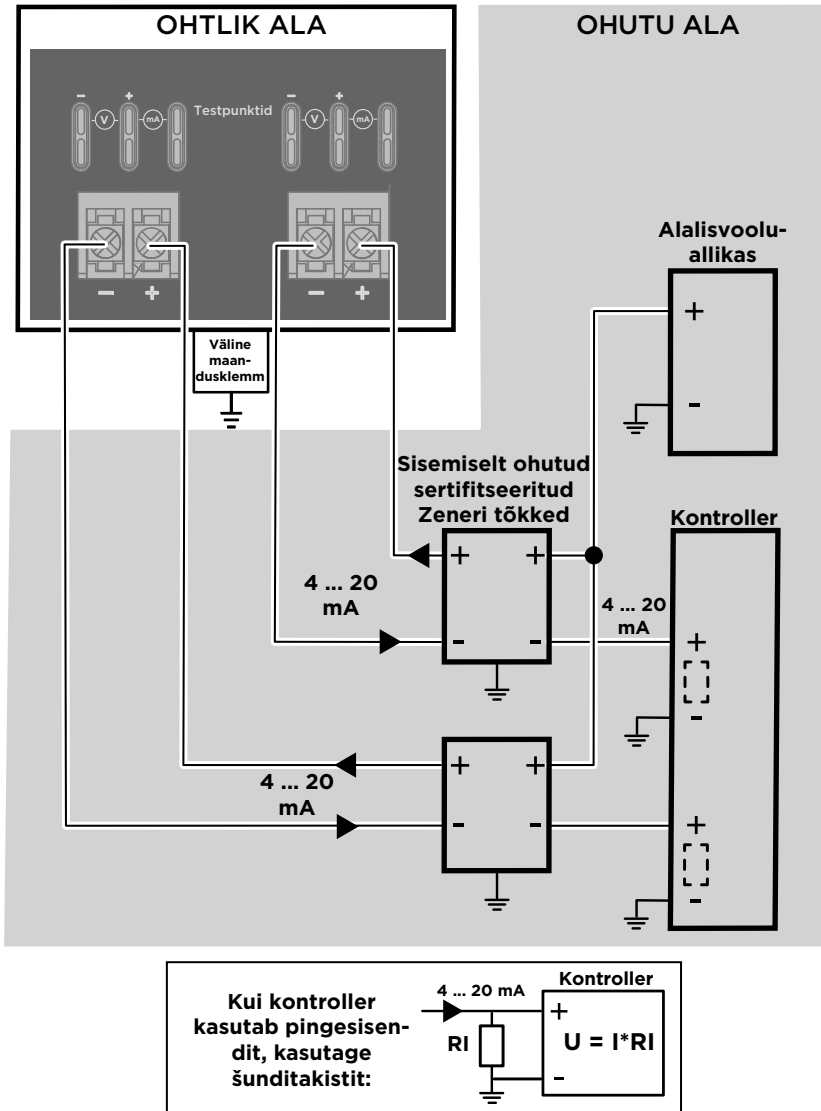 OHTLIK ALA
OHUTU ALA
- + - +
V mA Testpunktid V mA
- + - +
Väline
maan-
dusklemm
Alalisvoolu-
allikas
+
-
Sisemiselt ohutud
sertifitseeritud
Zeneri tõkked
Kontroller
+ +
4 ... 20
mA
4 ... 20
mA
- -
+
-
+ +
4 ... 20
mA
- -
+
-
Kui kontroller
kasutab pingesisen-
dit, kasutage
šunditakistit:
4 ... 20 mA
Kontroller
+
RI
U = I*RI
-